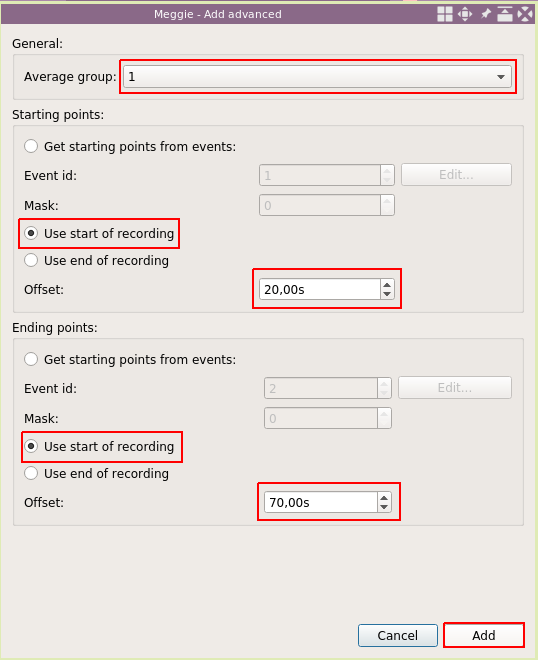 Meggie - Add advanced
General:
Average group: 1
Starting points:
Get starting points from events:
Event id: 1 Edit...
Mask: 0
Use start of recording
Use end of recording
Offset: 20,00s
Ending points:
Get starting points from events:
Event id: 2 Edit...
Mask: 0
Use start of recording
Use end of recording
Offset: 70,00s
Cancel Add